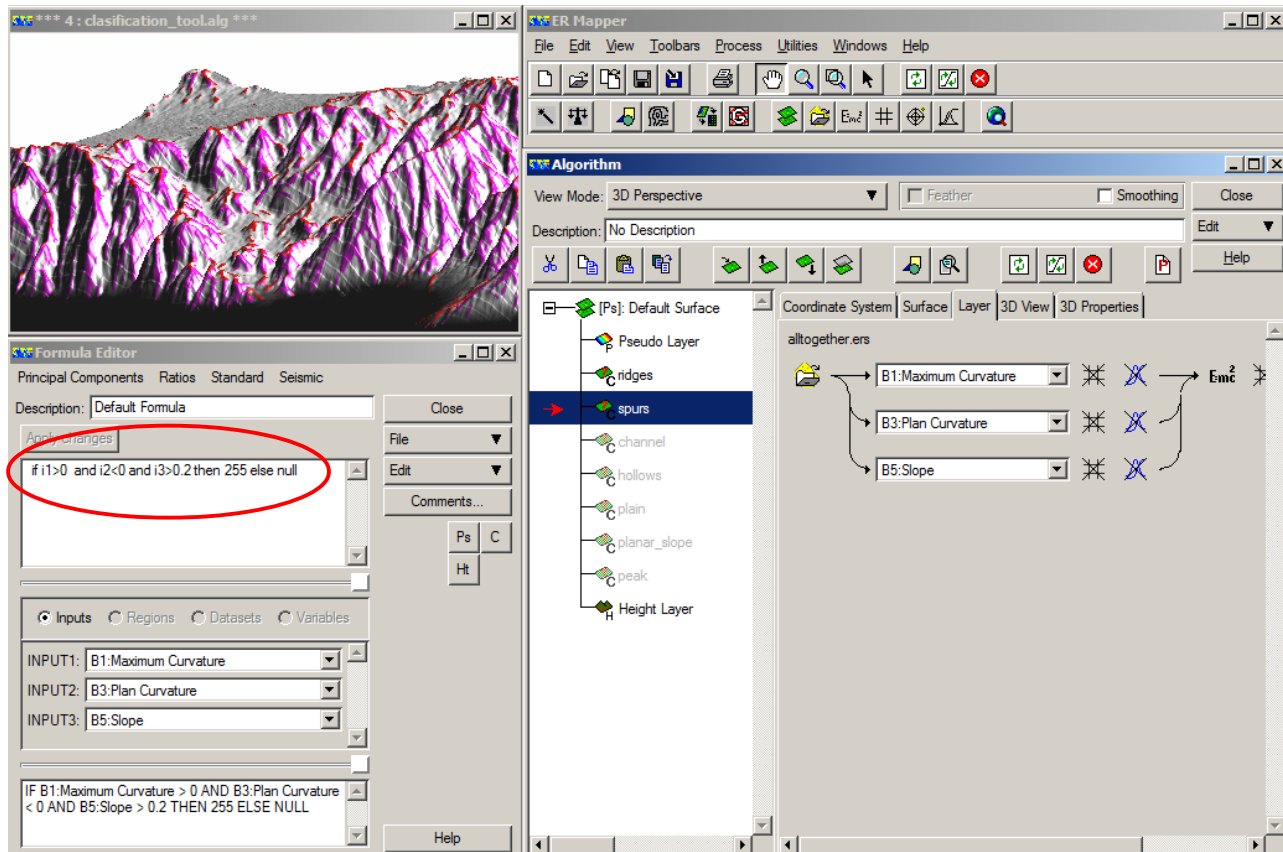 *** 4 : clasification_tool.alg ***
ER Mapper
File Edit View Toolbars Process Utilities Windows Help
Emc²
Algorithm
View Mode: 3D Perspective Feather Smoothing Close
Description: No Description Edit
Help
[Ps]: Default Surface
Pseudo Layer
P
ridges
C
spurs
C
channel
C
hollows
C
plain
C
planar_slope
C
peak
C
Height Layer
H
Coordinate System Surface Layer 3D View 3D Properties
alltogether.ers
B1:Maximum Curvature Emc²
B3:Plan Curvature
B5:Slope
Formula Editor
Principal Components Ratios Standard Seismic
Description: Default Formula Close
Apply changes File
if i1>0 and i2<0 and i3>0.2 then 255 else null Edit
Comments...
Ps C
Ht
Inputs Regions Datasets Variables
INPUT1: B1:Maximum Curvature
INPUT2: B3:Plan Curvature
INPUT3: B5:Slope
IF B1:Maximum Curvature > 0 AND B3:Plan Curvature
< 0 AND B5:Slope > 0.2 THEN 255 ELSE NULL
Help